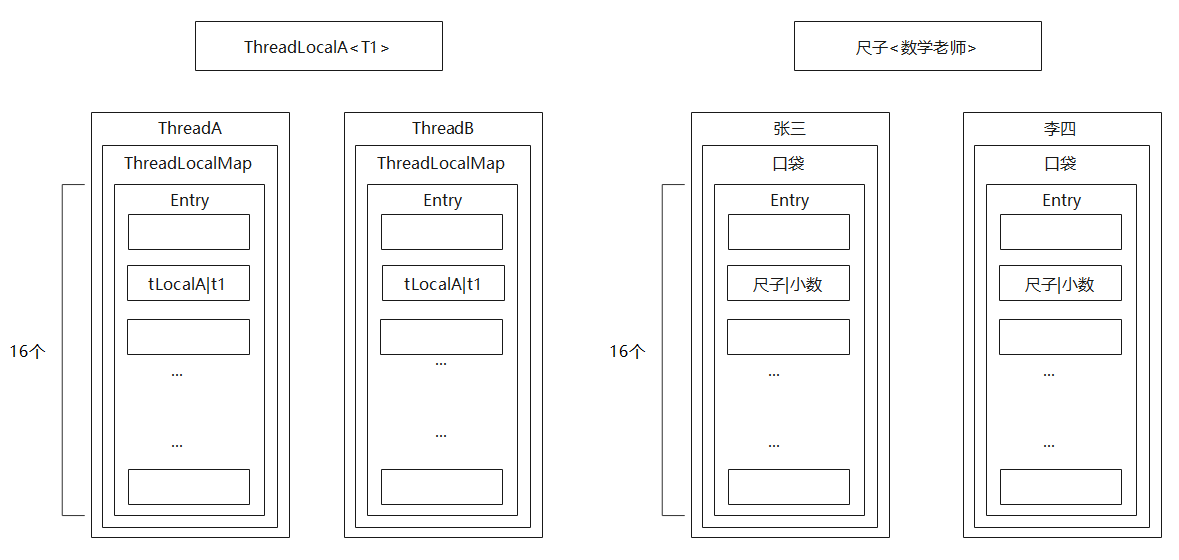 ThreadLocalA<T1>
尺子<数学老师>
ThreadA
ThreadLocalMap
Entry
tLocalA|t1
...
...
16个
ThreadB
ThreadLocalMap
Entry
tLocalA|t1
...
...
张三
口袋
Entry
尺子|小数
...
...
16个
李四
口袋
Entry
尺子|小数
...
...